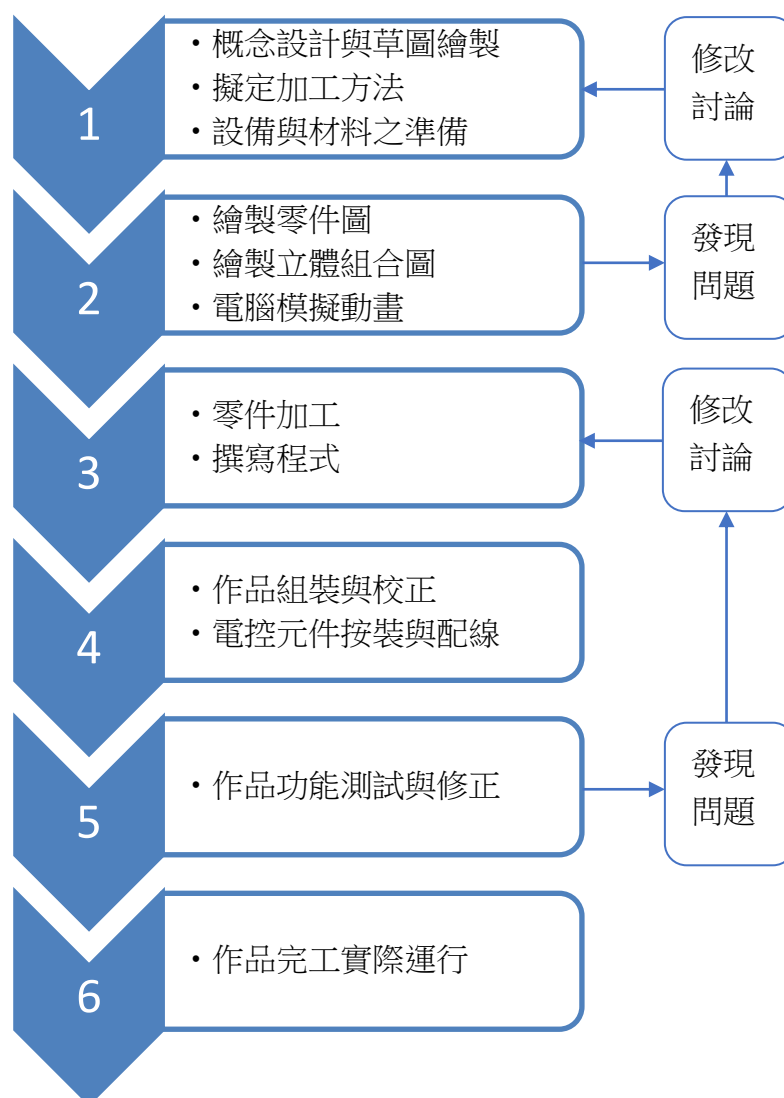 1
・概念設計與草圖繪製
・擬定加工方法
・設備與材料之準備
修改
討論
2
・繪製零件圖
・繪製立體組合圖
・電腦模擬動畫
發現
問題
3
・零件加工
・撰寫程式
修改
討論
4
・作品組裝與校正
・電控元件按裝與配線
5
・作品功能測試與修正
發現
問題
6
・作品完工實際運行